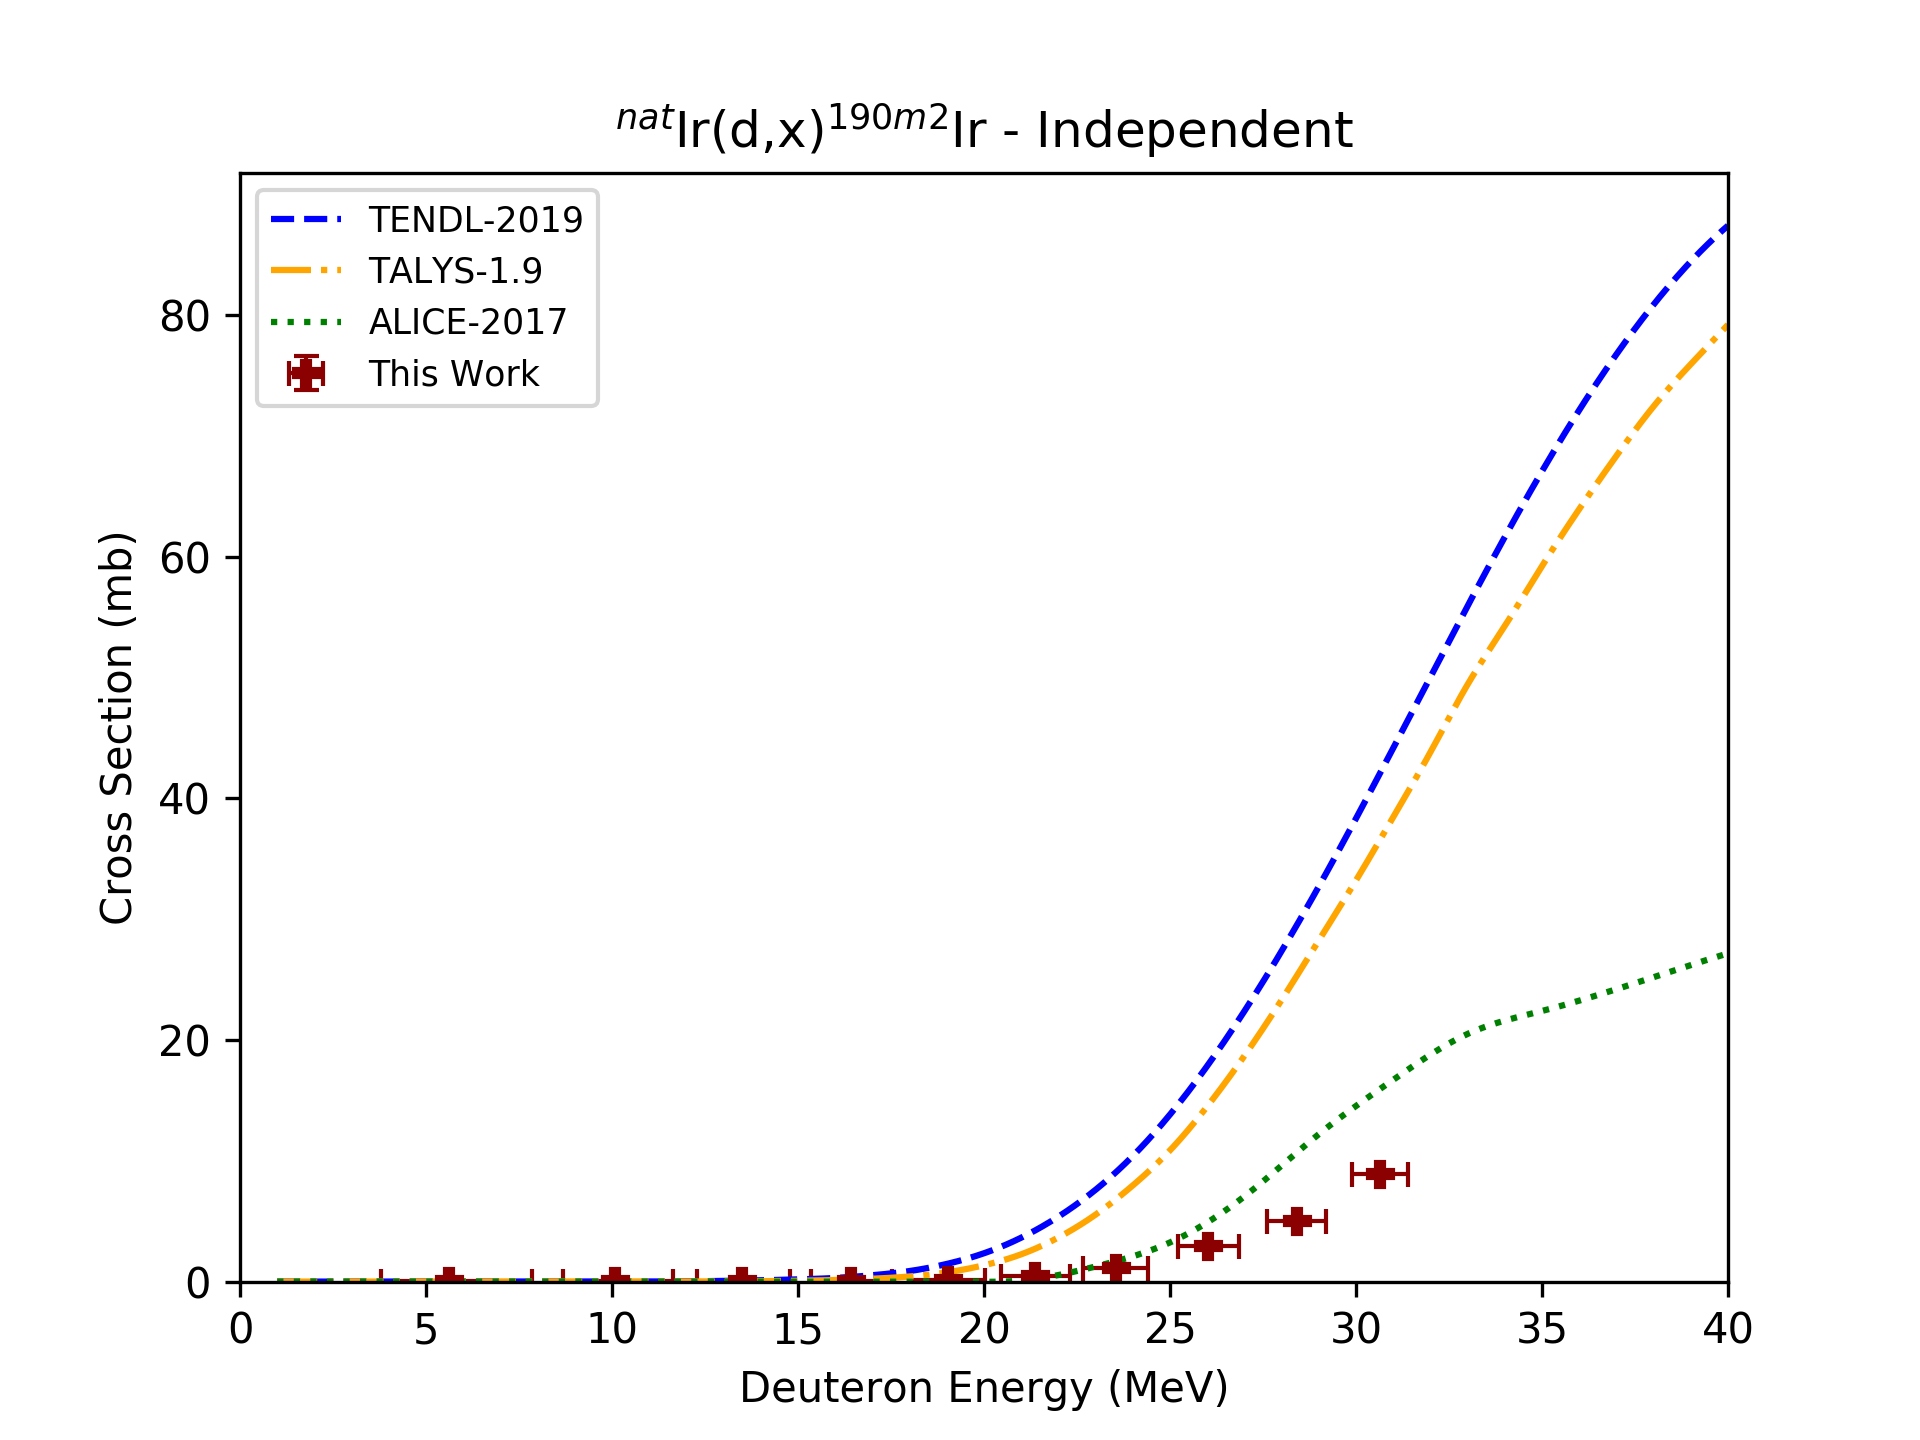 natIr(d,x)190m2Ir - Independent
TENDL-2019
TALYS-1.9
ALICE-2017
This Work
Cross Section (mb)
80
60
40
20
0
0 5 10 15 20 25 30 35 40
Deuteron Energy (MeV)